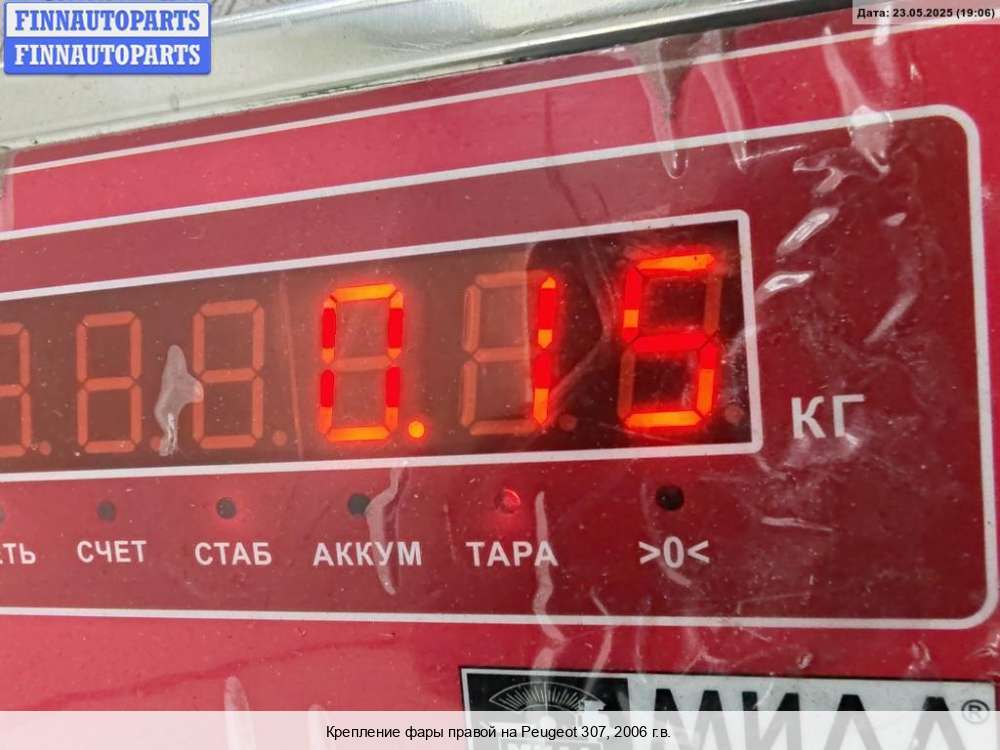 FINNAUTOPARTS
FINNAUTOPARTS
Дата: 23.05.2025 (19:06)
0.15
КГ
СЧЕТ СТАБ АККУМ ТАРА >0<
®
Крепление фары правой на Peugeot 307, 2006 г.в.